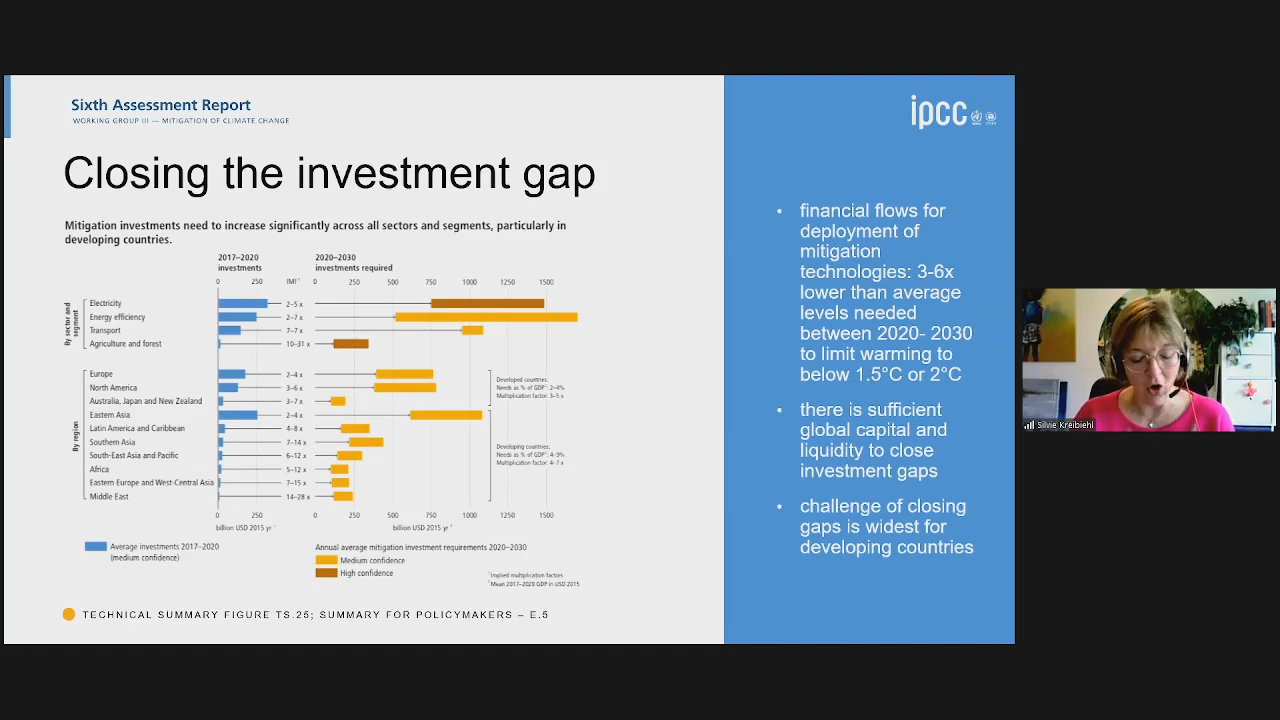 Sixth Assessment Report
WORKING GROUP III — MITIGATION OF CLIMATE CHANGE
ipcc
Closing the investment gap
Mitigation investments need to increase significantly across all sectors and segments, particularly in
developing countries.
2017–2020 2020–2030
investments investments required
0 250 IMF¹ 0 250 500 750 1000 1250 1500
By sector and
segment
Electricity 2–5 x
Energy efficiency 2–7 x
Transport 7–7 x
Agriculture and forest 10–31 x
By region
Europe 2–4 x
North America 3–6 x
Australia, Japan and New Zealand 3–7 x
Eastern Asia 2–4 x
Latin America and Caribbean 4–8 x
Southern Asia 7–14 x
South-East Asia and Pacific 6–12 x
Africa 5–12 x
Eastern Europe and West-Central Asia 7–15 x
Middle East 14–28 x
Developed countries:
Needs as % of GDP²: 2–4%
Multiplication factor: 3–5 x
Developing countries:
Needs as % of GDP²: 4–9%
Multiplication factor: 4–7 x
0 250 0 250 500 750 1000 1250 1500
billion USD 2015 yr⁻¹ billion USD 2015 yr⁻¹
Average investments 2017–2020
(medium confidence)
Annual average mitigation investment requirements 2020–2030
Medium confidence
High confidence
¹ Implied multiplication factors
² Mean 2017–2020 GDP in USD 2015
TECHNICAL SUMMARY FIGURE TS.25; SUMMARY FOR POLICYMAKERS – E.5
• financial flows for
deployment of
mitigation
technologies: 3-6x
lower than average
levels needed
between 2020- 2030
to limit warming to
below 1.5°C or 2°C
• there is sufficient
global capital and
liquidity to close
investment gaps
• challenge of closing
gaps is widest for
developing countries
Silvie Kreibiehl